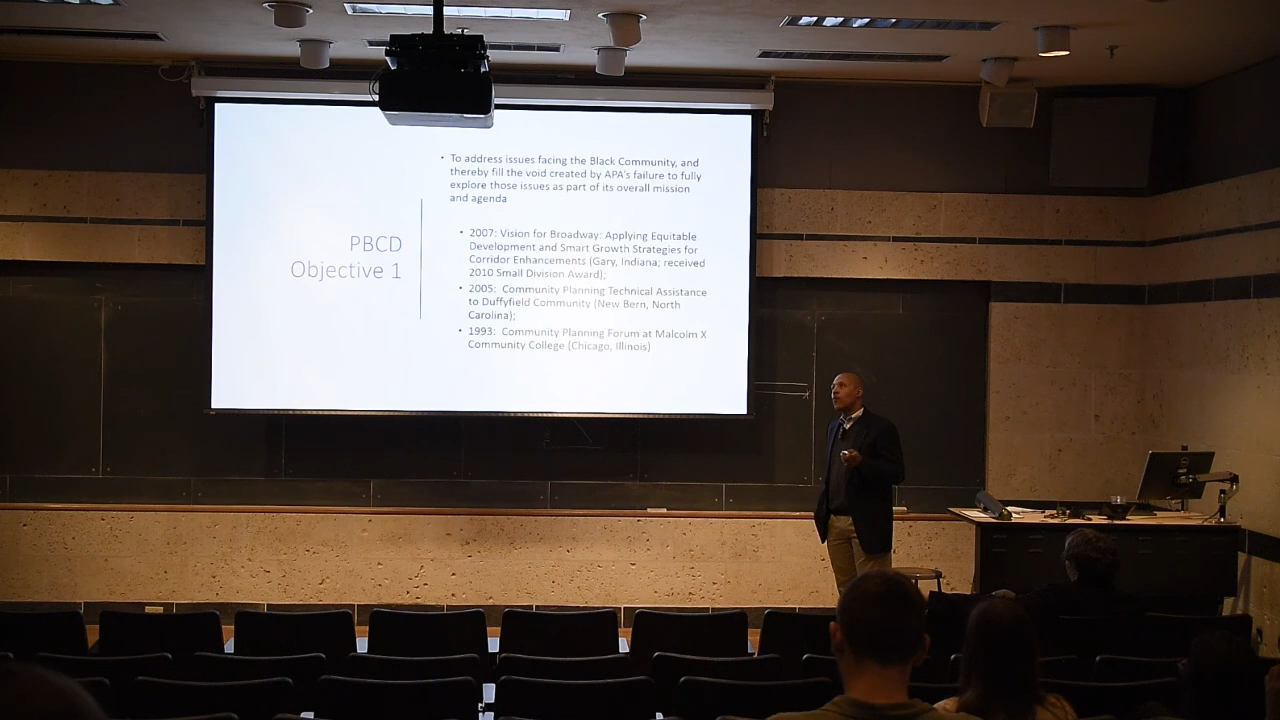 PBCD
Objective 1
• To address issues facing the Black Community, and
thereby fill the void created by APA's failure to fully
explore those issues as part of its overall mission
and agenda
• 2007: Vision for Broadway: Applying Equitable
Development and Smart Growth Strategies for
Corridor Enhancements (Gary, Indiana; received
2010 Small Division Award);
• 2005: Community Planning Technical Assistance
to Duffyfield Community (New Bern, North
Carolina);
• 1993: Community Planning Forum at Malcolm X
Community College (Chicago, Illinois)